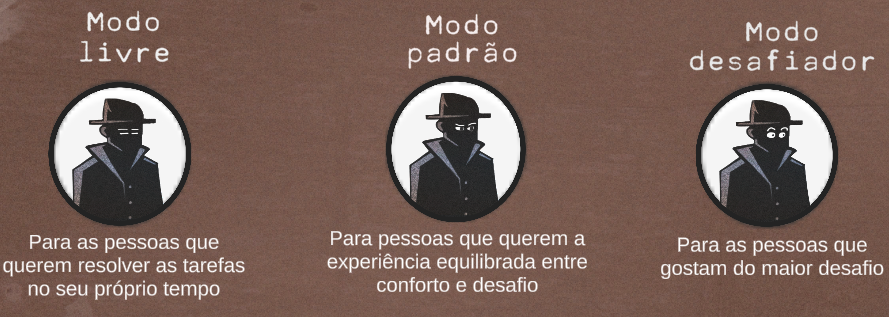 Modo
livre
Para as pessoas que
querem resolver as tarefas
no seu próprio tempo
Modo
padrão
Para pessoas que querem a
experiência equilibrada entre
conforto e desafio
Modo
desafiador
Para as pessoas que
gostam do maior desafio